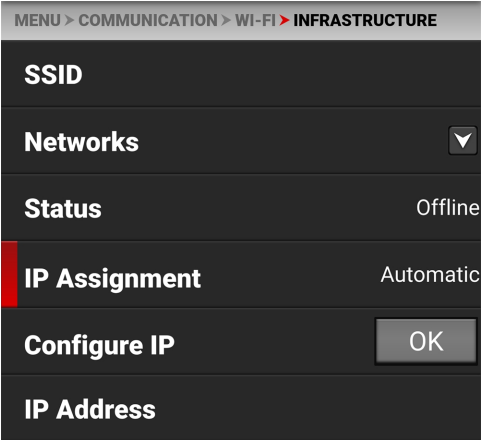 MENU > COMMUNICATION > WI-FI > INFRASTRUCTURE
SSID
Networks
Status Offline
IP Assignment Automatic
Configure IP OK
IP Address